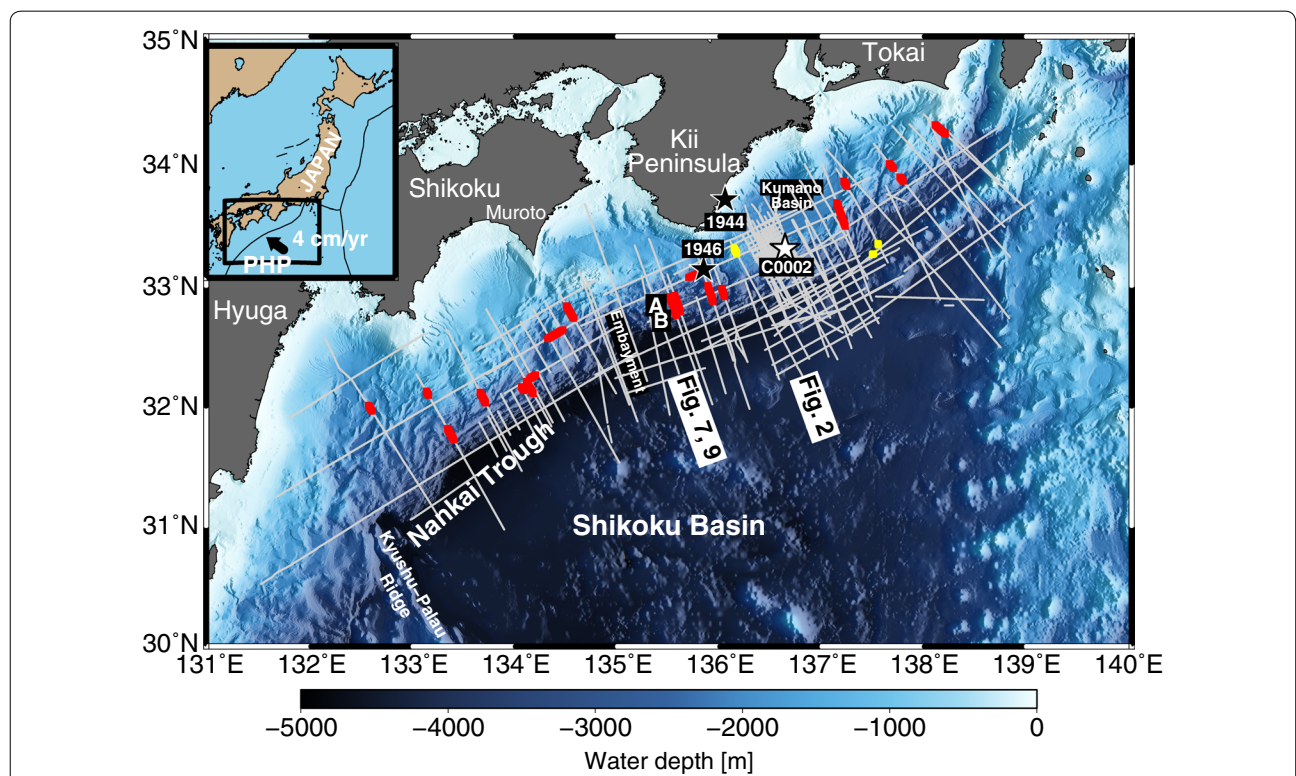 35˚N
34˚N
33˚N
32˚N
31˚N
30˚N
JAPAN
4 cm/yr
PHP
Tokai
Kii
Peninsula
Shikoku
Muroto
Hyuga
Kumano
Basin
1944
1946
C0002
A
B
Embayment
Fig. 7, 9
Fig. 2
Nankai Trough
Shikoku Basin
Kyushu-Palau
Ridge
131˚E 132˚E 133˚E 134˚E 135˚E 136˚E 137˚E 138˚E 139˚E 140˚E
−5000 −4000 −3000 −2000 −1000 0
Water depth [m]